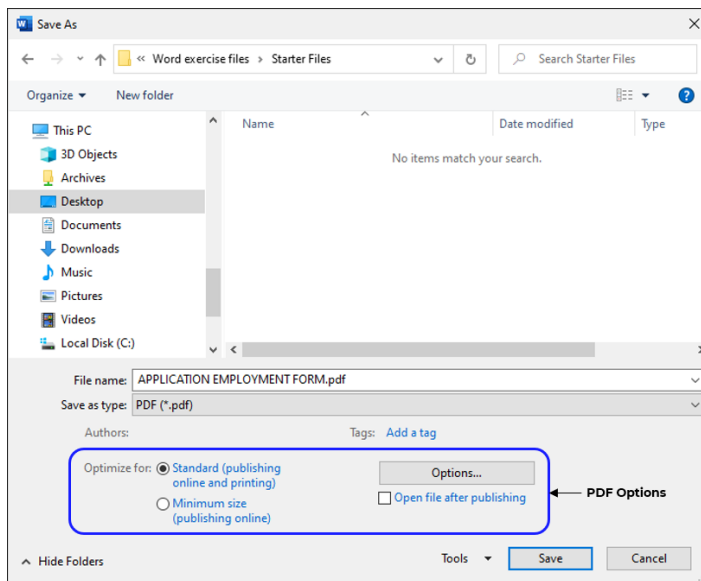 Save As
« Word exercise files > Starter Files
Search Starter Files
Organize
New folder
This PC
3D Objects
Archives
Desktop
Documents
Downloads
Music
Pictures
Videos
Local Disk (C:)
Name Date modified Type
No items match your search.
File name: APPLICATION EMPLOYMENT FORM.pdf
Save as type: PDF (*.pdf)
Authors: Tags: Add a tag
Optimize for: Standard (publishing
online and printing)
Minimum size
(publishing online)
Options...
Open file after publishing
PDF Options
Hide Folders
Tools Save Cancel